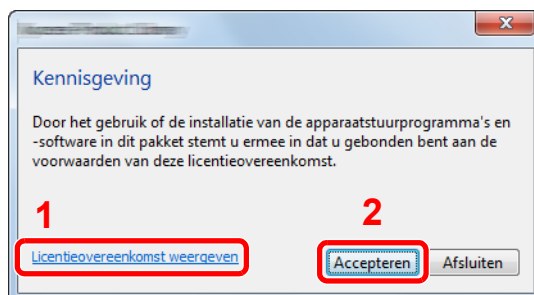 X
Kennisgeving
Door het gebruik of de installatie van de apparaatstuurprogramma's en
-software in dit pakket stemt u ermee in dat u gebonden bent aan de
voorwaarden van deze licentieovereenkomst.
1
2
Licentieovereenkomst weergeven
Accepteren
Afsluiten